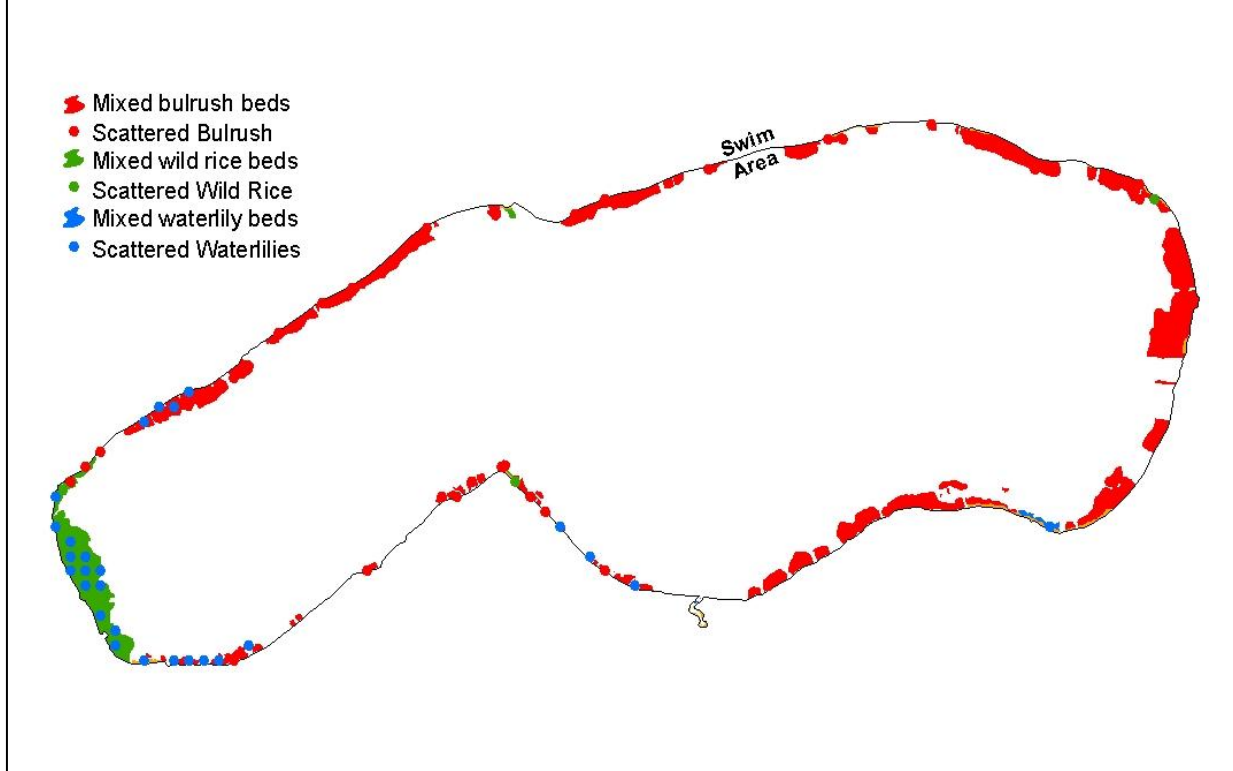 Mixed bulrush beds
Scattered Bulrush
Mixed wild rice beds
Scattered Wild Rice
Mixed waterlily beds
Scattered Waterlilies
Swim
Area